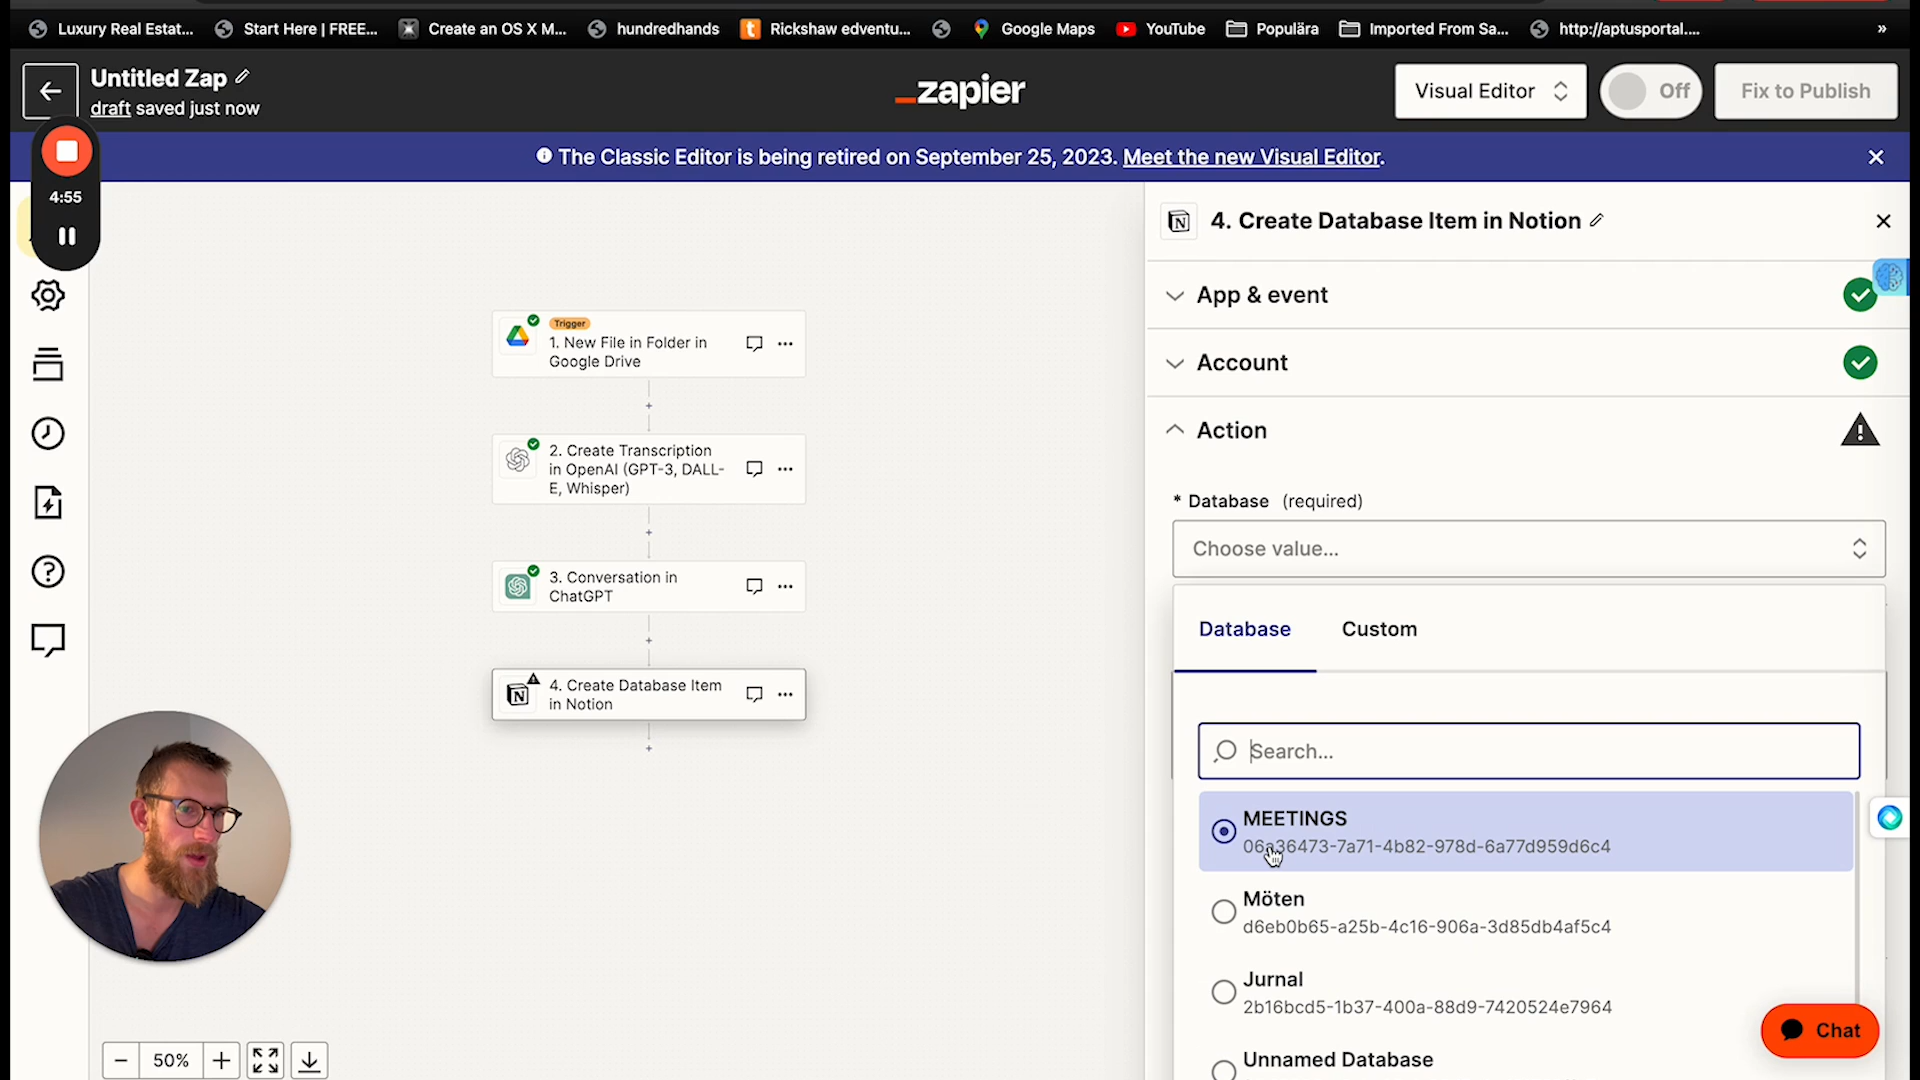 Luxury Real Estat...
Start Here | FREE...
Create an OS X M...
hundredhands
Rickshaw edventu...
Google Maps
YouTube
Populära
Imported From Sa...
http://aptusportal....
»
Untitled Zap
draft saved just now
_zapier
Visual Editor
Off
Fix to Publish
The Classic Editor is being retired on September 25, 2023. Meet the new Visual Editor.
4:55
4. Create Database Item in Notion
App & event
Account
Action
Trigger
1. New File in Folder in
Google Drive
2. Create Transcription
in OpenAI (GPT-3, DALL-
E, Whisper)
3. Conversation in
ChatGPT
4. Create Database Item
in Notion
* Database (required)
Choose value...
Database
Custom
Search...
MEETINGS
06a36473-7a71-4b82-978d-6a77d959d6c4
Möten
d6eb0b65-a25b-4c16-906a-3d85db4af5c4
Jurnal
2b16bcd5-1b37-400a-88d9-7420524e7964
Unnamed Database
Chat
50%